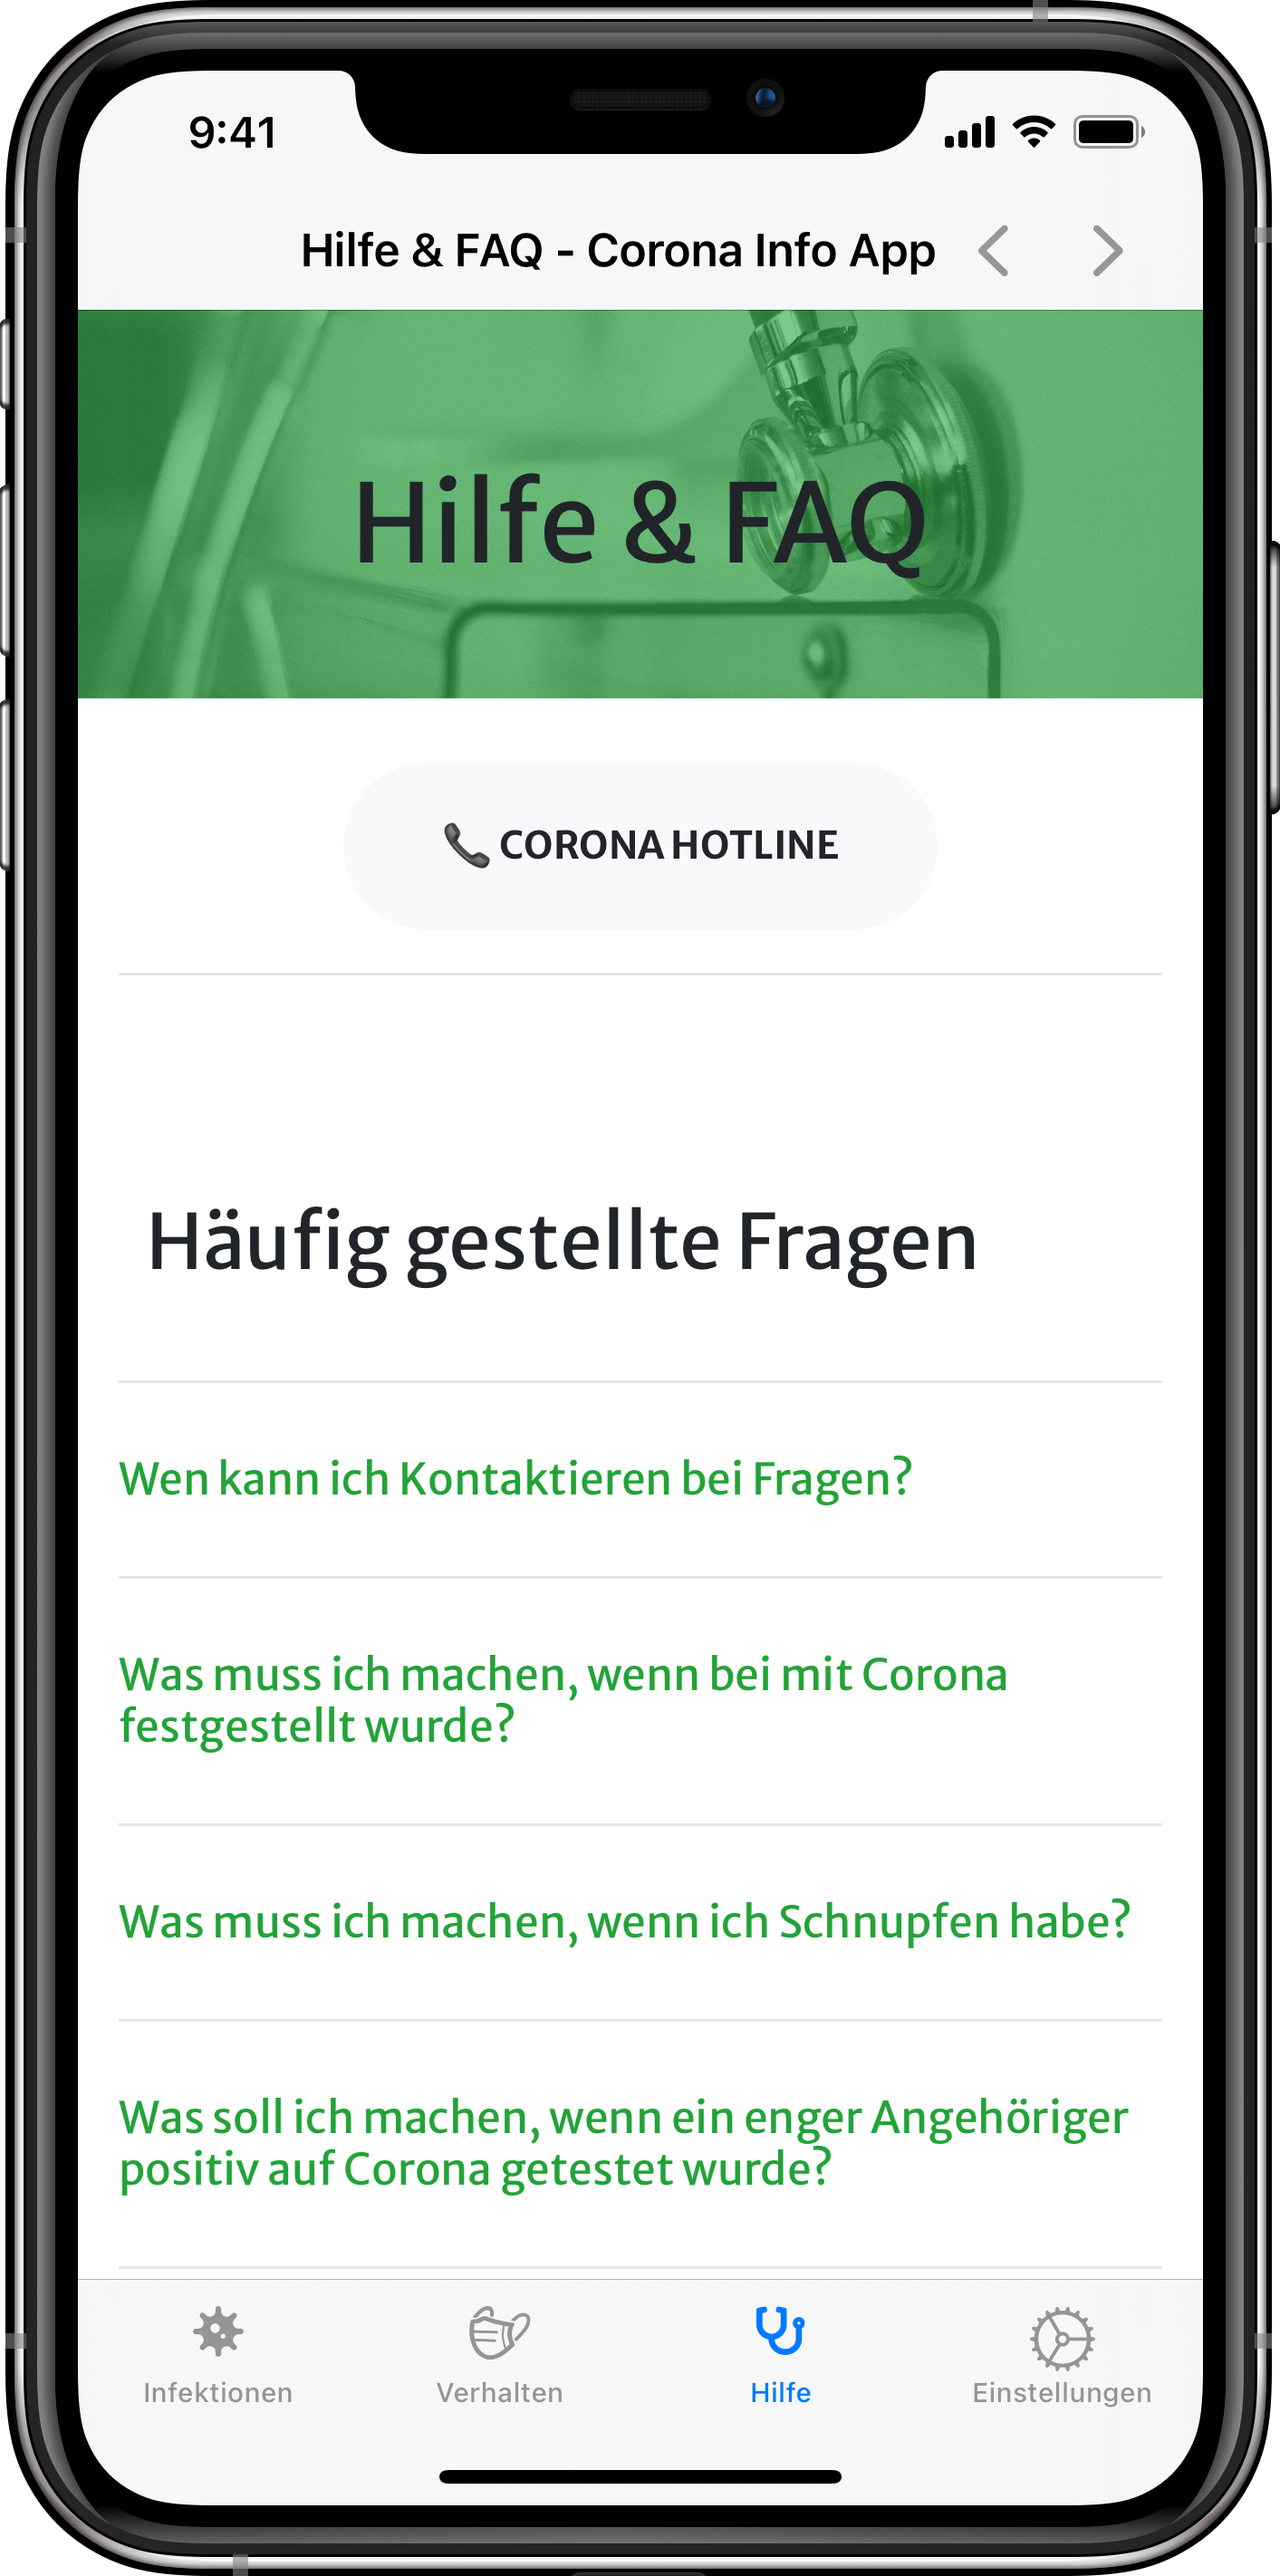 9:41
Hilfe & FAQ - Corona Info App
Hilfe & FAQ
CORONA HOTLINE
Häufig gestellte Fragen
Wen kann ich Kontaktieren bei Fragen?
Was muss ich machen, wenn bei mit Corona
festgestellt wurde?
Was muss ich machen, wenn ich Schnupfen habe?
Was soll ich machen, wenn ein enger Angehöriger
positiv auf Corona getestet wurde?
Infektionen Verhalten Hilfe Einstellungen